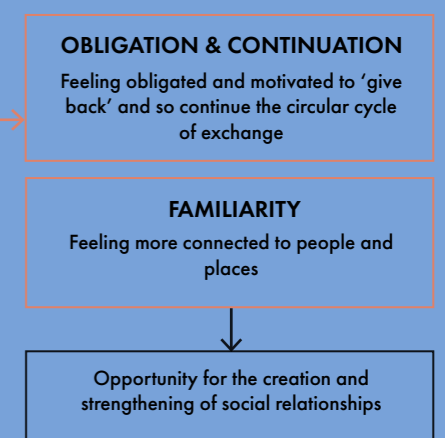 OBLIGATION & CONTINUATION
Feeling obligated and motivated to ‘give
back’ and so continue the circular cycle
of exchange
FAMILIARITY
Feeling more connected to people and
places
Opportunity for the creation and
strengthening of social relationships